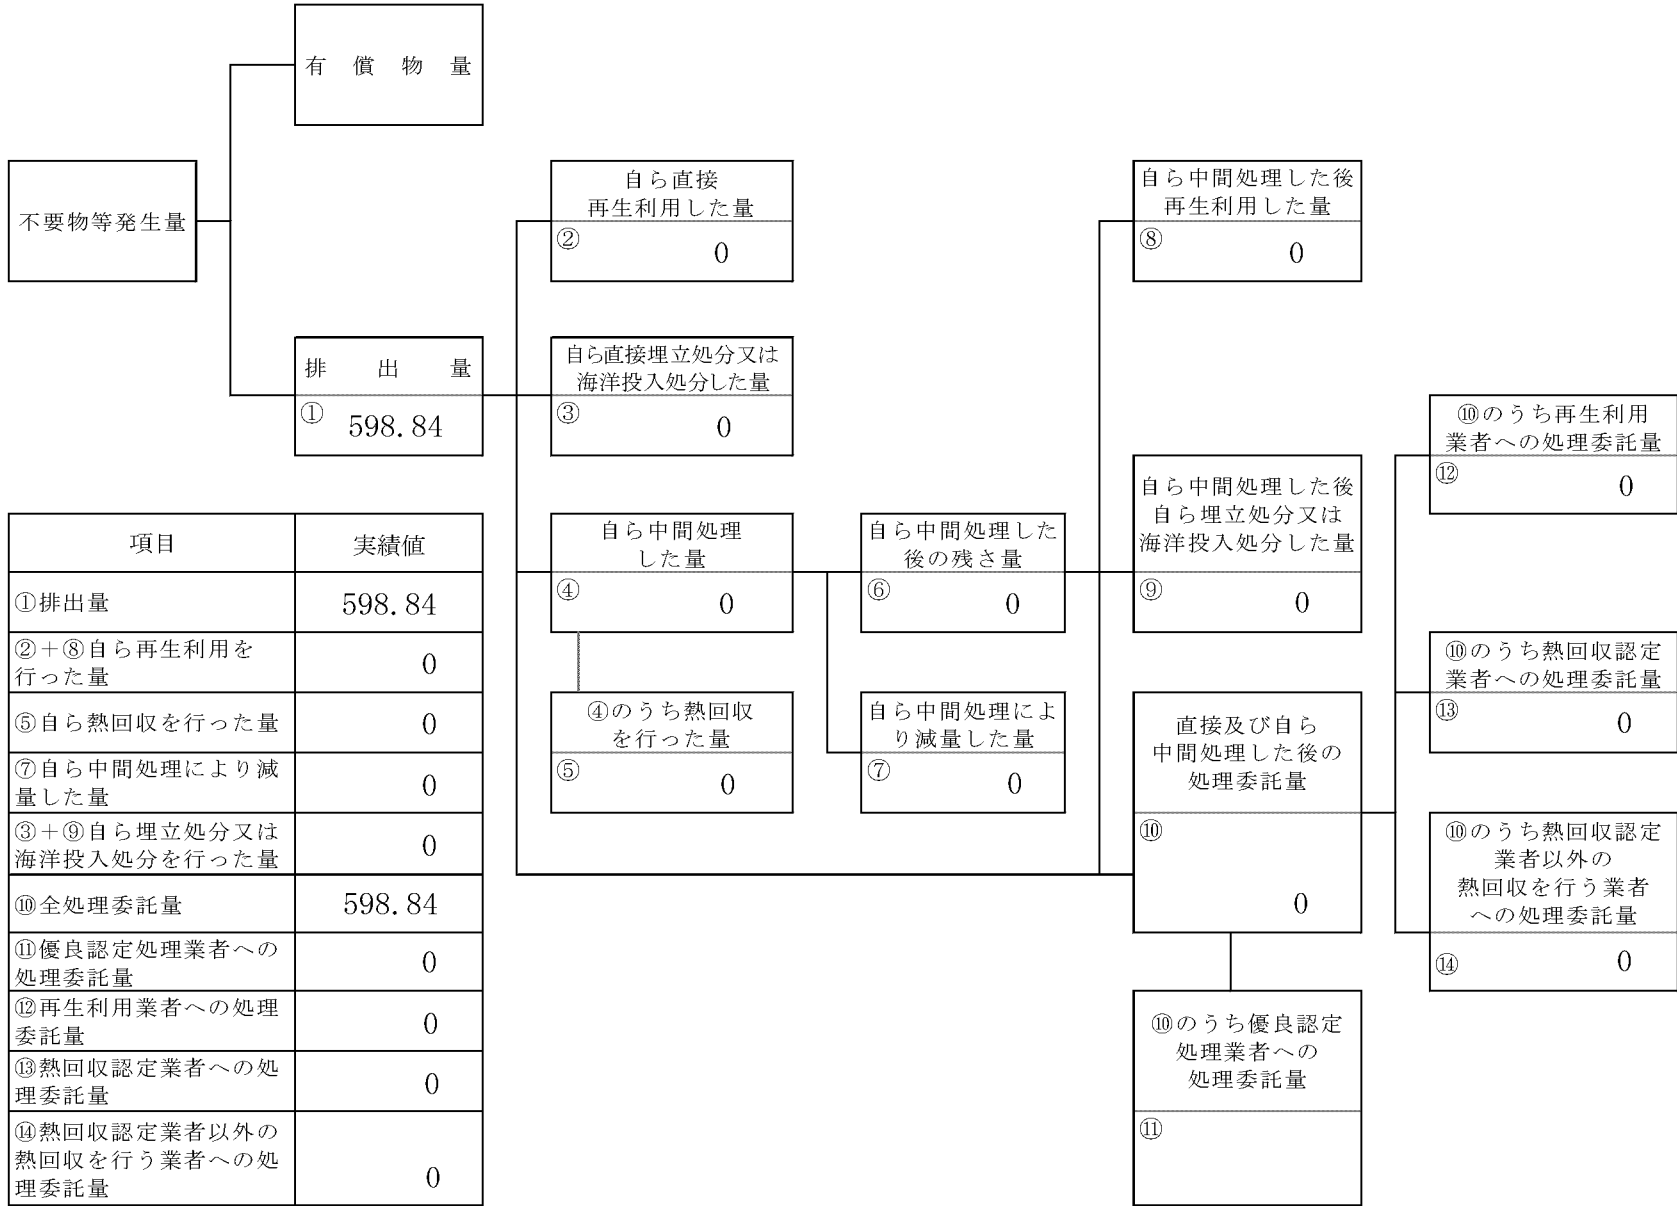 有償物量
不要物等発生量
排出量
① 598.84
自ら直接
再生利用した量
② 0
自ら直接埋立処分又は
海洋投入処分した量
③ 0
自ら中間処理
した量
④ 0
④のうち熱回収
を行った量
⑤ 0
自ら中間処理した
後の残さ量
⑥ 0
自ら中間処理によ
り減量した量
⑦ 0
自ら中間処理した後
再生利用した量
⑧ 0
自ら中間処理した後
自ら埋立処分又は
海洋投入処分した量
⑨ 0
直接及び自ら
中間処理した後の
処理委託量
⑩
0
⑩のうち優良認定
処理業者への
処理委託量
⑪
⑩のうち再生利用
業者への処理委託量
⑫ 0
⑩のうち熱回収認定
業者への処理委託量
⑬ 0
⑩のうち熱回収認定
業者以外の
熱回収を行う業者
への処理委託量
⑭ 0
項目 実績値
①排出量 598.84
②＋⑧自ら再生利用を
行った量 0
⑤自ら熱回収を行った量 0
⑦自ら中間処理により減
量した量 0
③＋⑨自ら埋立処分又は
海洋投入処分を行った量 0
⑩全処理委託量 598.84
⑪優良認定処理業者への
処理委託量 0
⑫再生利用業者への処理
委託量 0
⑬熱回収認定業者への処
理委託量 0
⑭熱回収認定業者以外の
熱回収を行う業者への処
理委託量 0